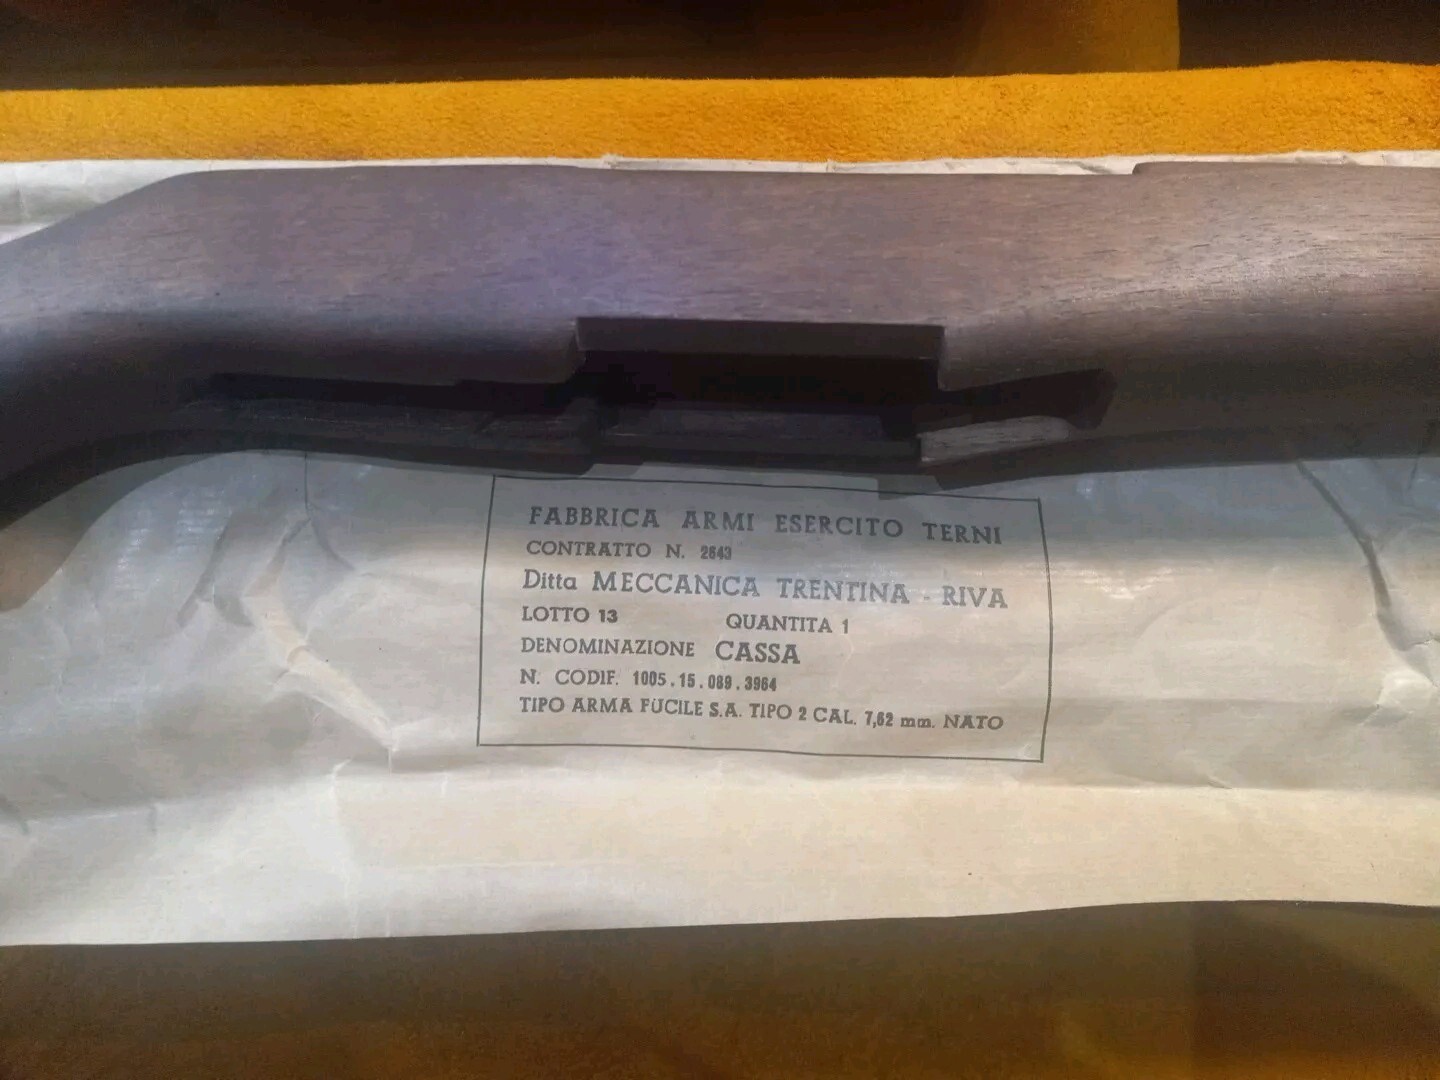 FABBRICA ARMI ESERCITO TERNI
CONTRATTO N. 2643
Ditta MECCANICA TRENTINA - RIVA
LOTTO 13 QUANTITA 1
DENOMINAZIONE CASSA
N. CODIF. 1005.15.089.3964
TIPO ARMA FUCILE S.A. TIPO 2 CAL. 7,62 mm. NATO